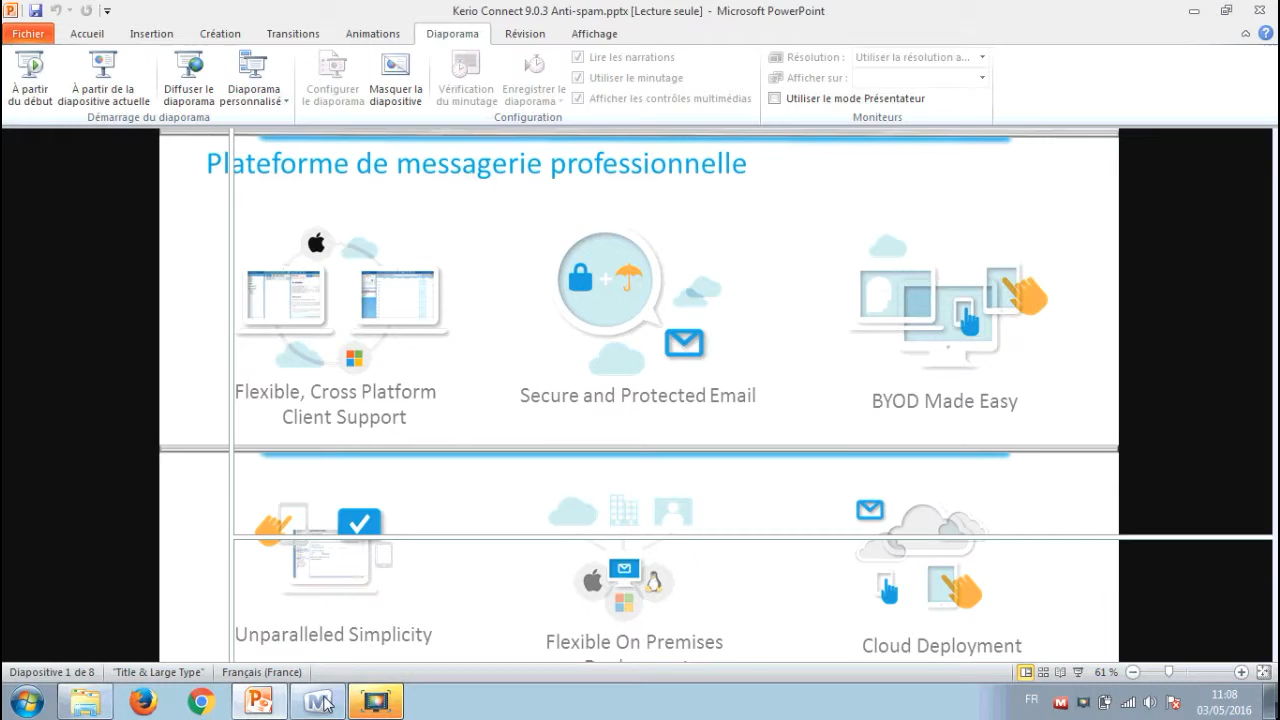 Kerio Connect 9.0.3 Anti-spam.pptx [Lecture seule] - Microsoft PowerPoint
Fichier Accueil Insertion Création Transitions Animations Diaporama Révision Affichage
À partir du début
À partir de la diapositive actuelle
Diffuser le diaporama
Diaporama personnalisé
Configurer le diaporama
Masquer la diapositive
Vérification du minutage
Enregistrer le diaporama
Lire les narrations
Utiliser le minutage
Afficher les contrôles multimédias
Résolution : Utiliser la résolution a...
Afficher sur :
Utiliser le mode Présentateur
Démarrage du diaporama Configuration Moniteurs
Plateforme de messagerie professionnelle
Flexible, Cross Platform
Client Support
Secure and Protected Email
BYOD Made Easy
Unparalleled Simplicity
Flexible On Premises
Cloud Deployment
Diapositive 1 de 8 "Title & Large Type" Français (France) 61 %
FR 11:08
03/05/2016